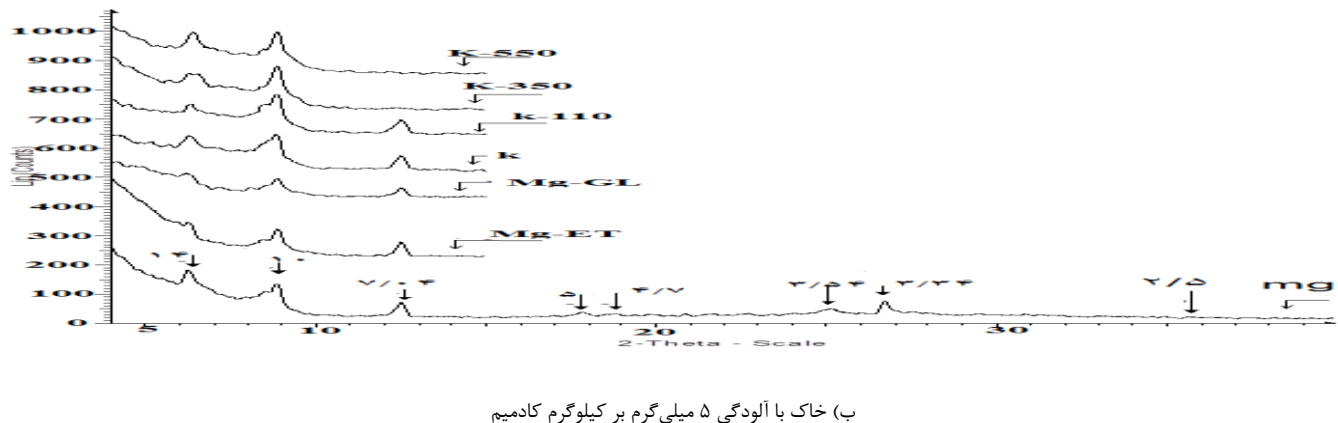 1000
900
800
700
600
500
400
300
200
100
0
Lin (Counts)
K-550
K-350
k-110
k
Mg-GL
Mg-ET
mg
۱۴
۱۰
۷/۰۴
۵
۴/۷
۳/۵۴
۳/۳۴
۲/۵
5
10
20
30
2-Theta - Scale
ب) خاک با آلودگی ۵ میلی‌گرم بر کیلوگرم کادمیم